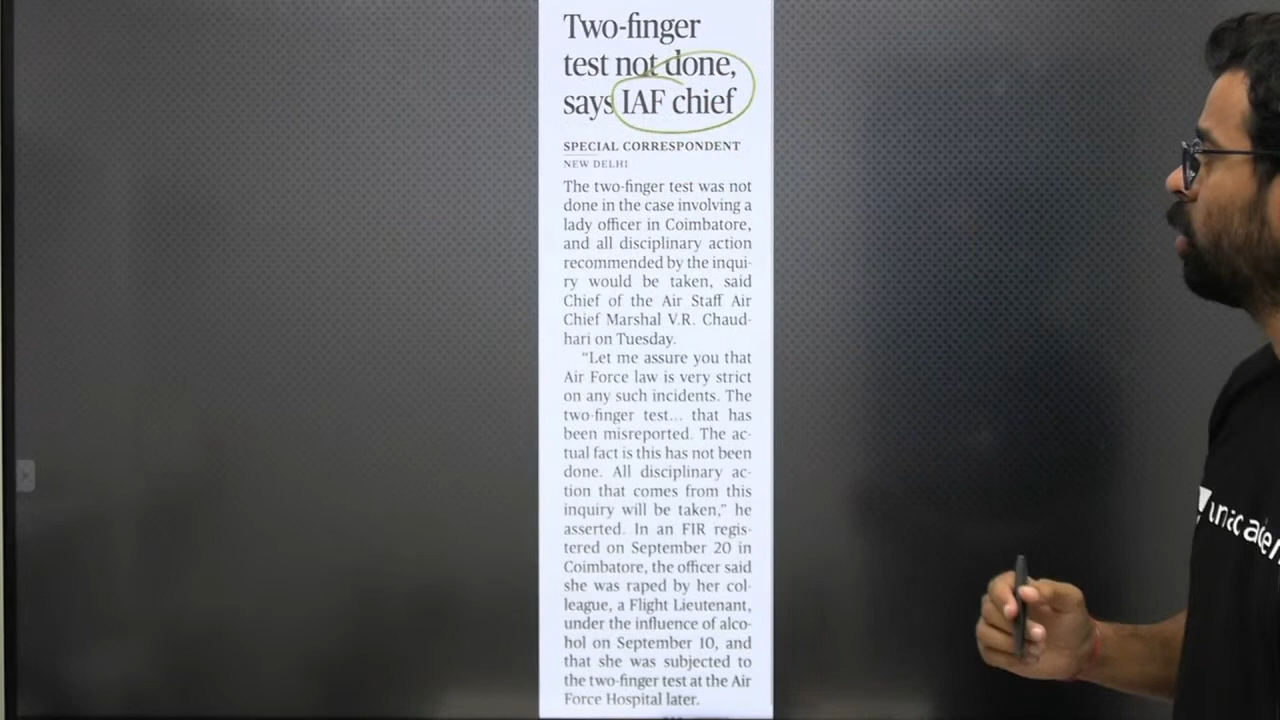 Two-finger
test not done,
says IAF chief
SPECIAL CORRESPONDENT
NEW DELHI
The two-finger test was not
done in the case involving a
lady officer in Coimbatore,
and all disciplinary action
recommended by the inqui-
ry would be taken, said
Chief of the Air Staff Air
Chief Marshal V.R. Chaud-
hari on Tuesday.
“Let me assure you that
Air Force law is very strict
on any such incidents. The
two-finger test... that has
been misreported. The ac-
tual fact is this has not been
done. All disciplinary ac-
tion that comes from this
inquiry will be taken,” he
asserted. In an FIR regis-
tered on September 20 in
Coimbatore, the officer said
she was raped by her col-
league, a Flight Lieutenant,
under the influence of alco-
hol on September 10, and
that she was subjected to
the two-finger test at the Air
Force Hospital later.